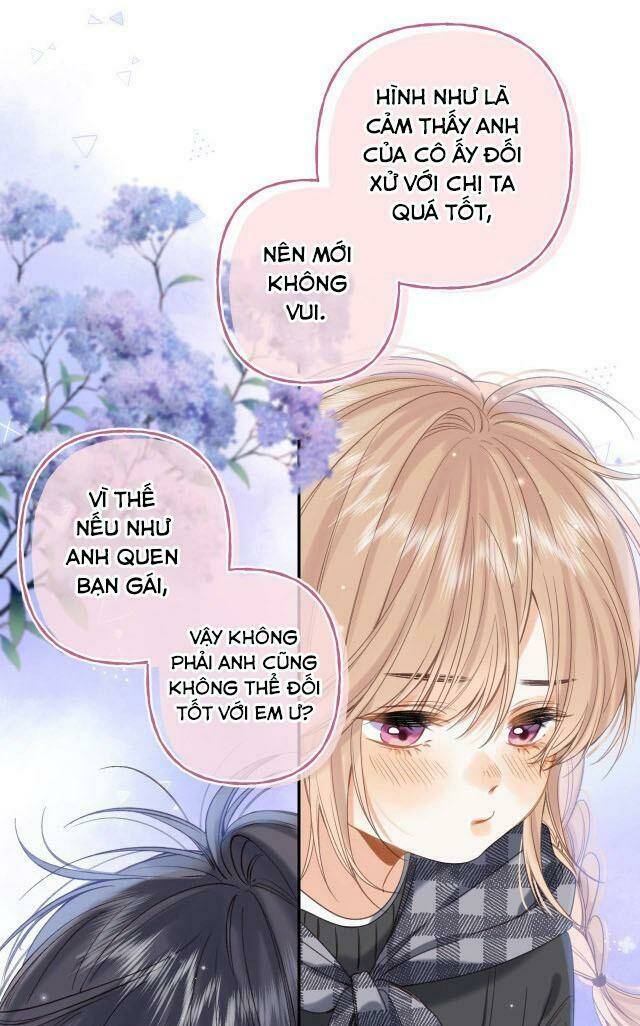 HÌNH NHƯ LÀ
CẢM THẤY ANH
CỦA CÔ ẤY ĐỐI
XỬ VỚI CHỊ TA
QUÁ TỐT,
NÊN MỚI
KHÔNG
VUI.
VÌ THẾ
NẾU NHƯ
ANH QUEN
BẠN GÁI,
VẬY KHÔNG
PHẢI ANH CŨNG
KHÔNG THỂ ĐỐI
TỐT VỚI EM Ư?